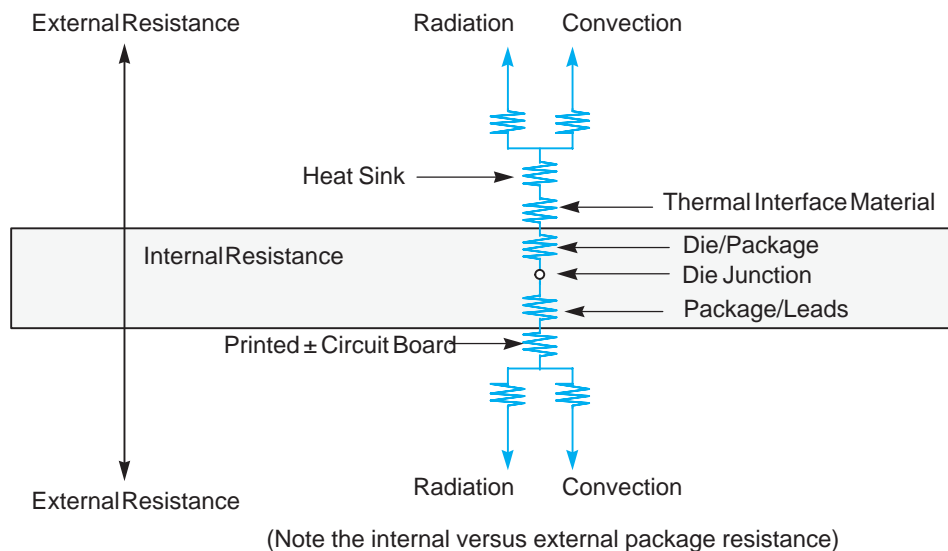 External Resistance
Radiation
Convection
Heat Sink
Thermal Interface Material
Internal Resistance
Die/Package
Die Junction
Package/Leads
Printed ± Circuit Board
Radiation
Convection
External Resistance
(Note the internal versus external package resistance)